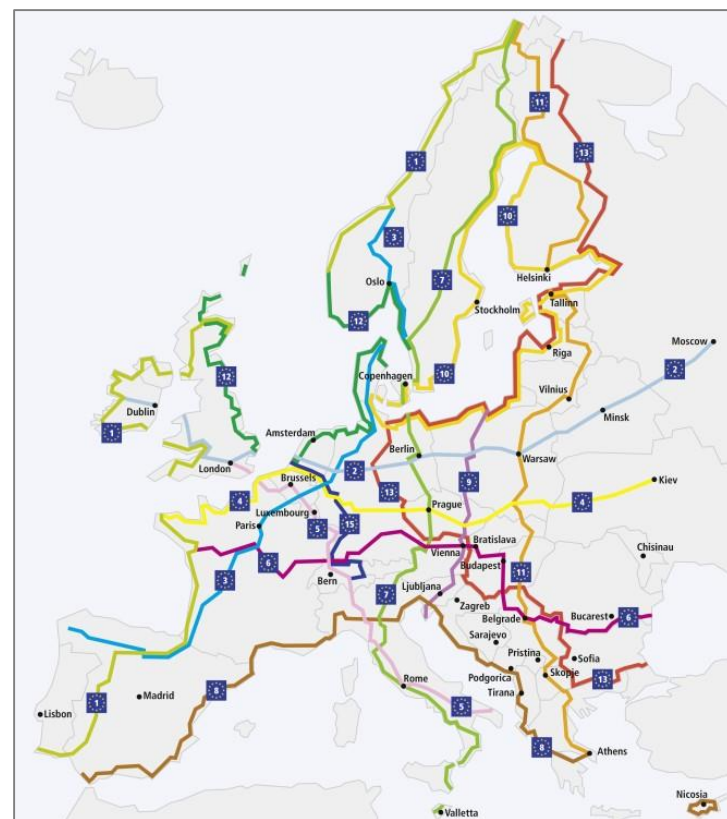 11
1
13
3
10
Oslo
7
Helsinki
12
Stockholm
Tallinn
Moscow
Riga
2
12
Copenhagen
10
Vilnius
Dublin
Minsk
1
Amsterdam
London
Berlin
Warsaw
2
Brussels
9
Kiev
4
13
4
Luxembourg
Prague
Paris
5
15
Chisinau
Vienna
Bratislava
6
Budapest
Bern
11
3
7
Ljubljana
Zagreb
Bucarest
6
Belgrade
Sarajevo
Pristina
Sofia
Podgorica
Skopje
13
Rome
Tirana
Madrid
8
1
5
Lisbon
8
Athens
Nicosia
Valletta